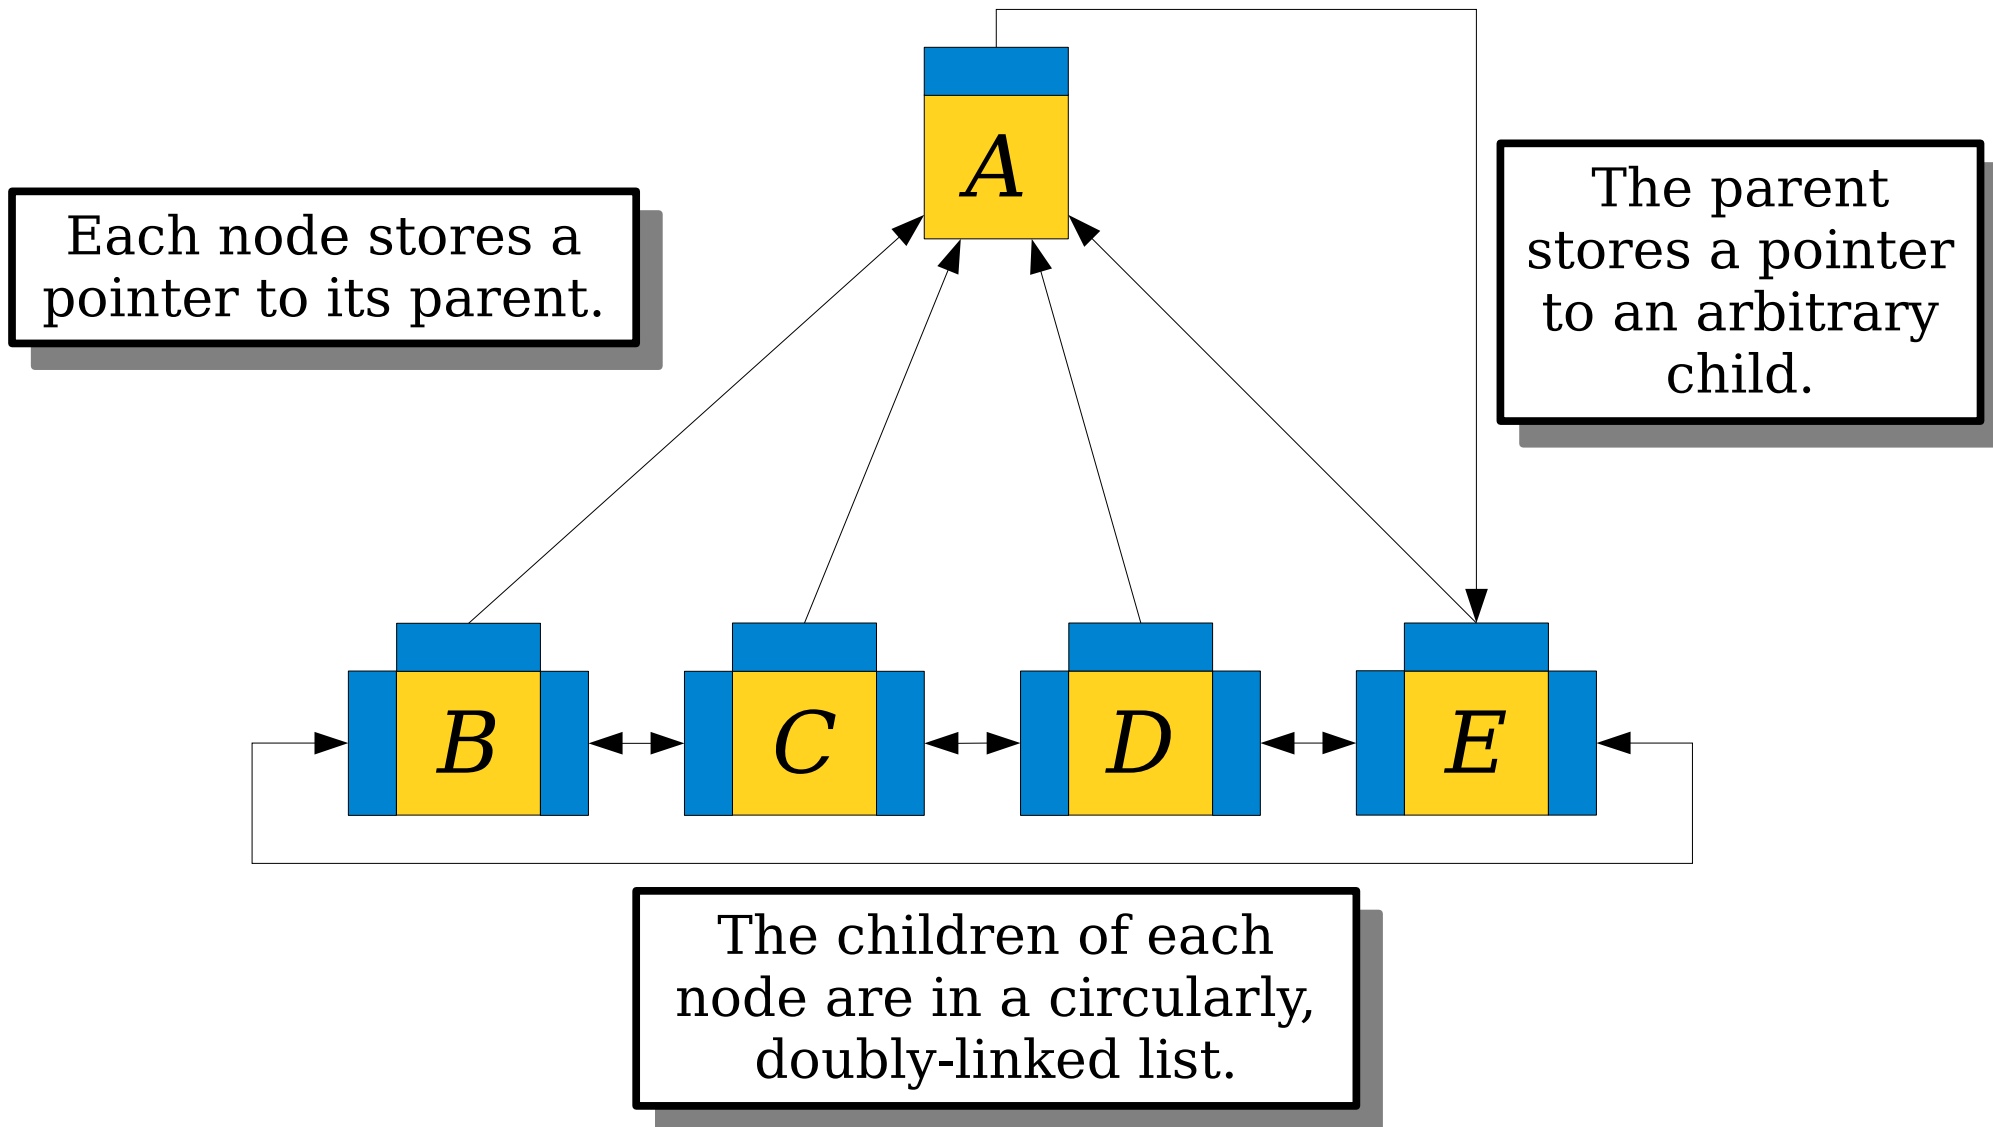 A
Each node stores a
pointer to its parent.
The parent
stores a pointer
to an arbitrary
child.
B
C
D
E
The children of each
node are in a circularly,
doubly-linked list.